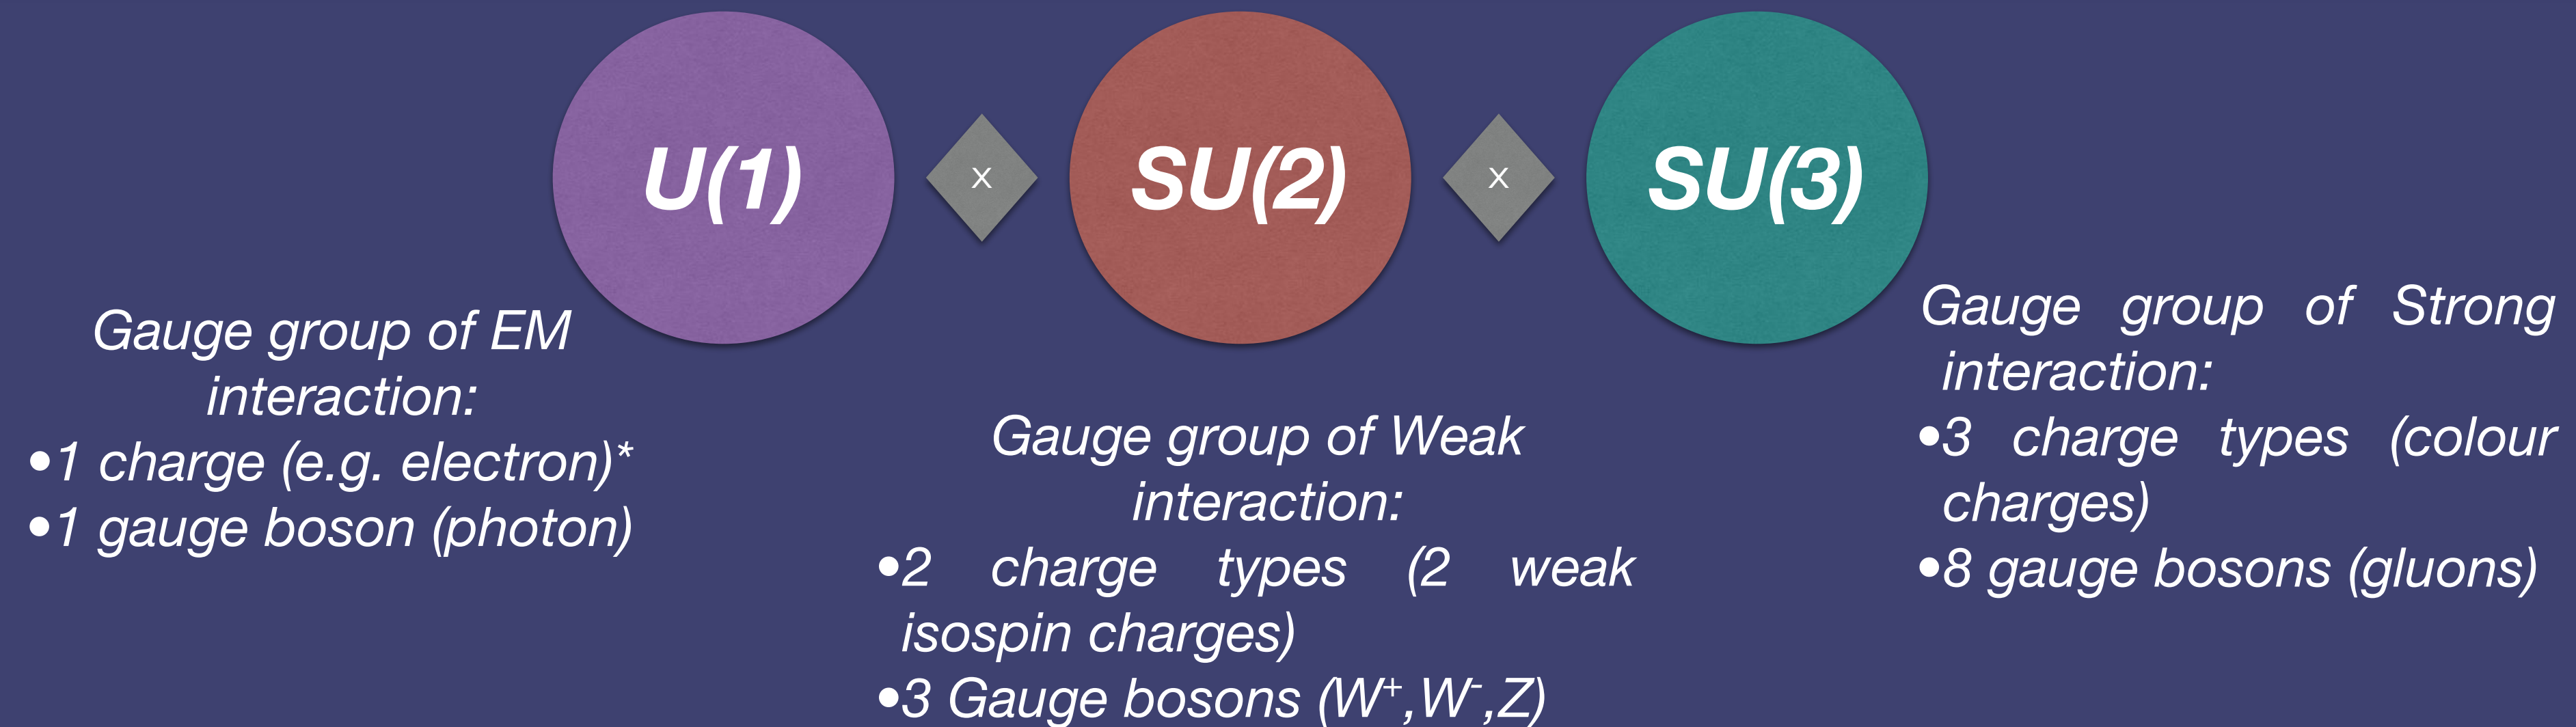 U(1)
x
SU(2)
x
SU(3)
Gauge group of EM
interaction:
•1 charge (e.g. electron)*
•1 gauge boson (photon)
Gauge group of Weak
interaction:
•2 charge types (2 weak
isospin charges)
•3 Gauge bosons (W⁺,W⁻,Z)
Gauge group of Strong
interaction:
•3 charge types (colour
charges)
•8 gauge bosons (gluons)